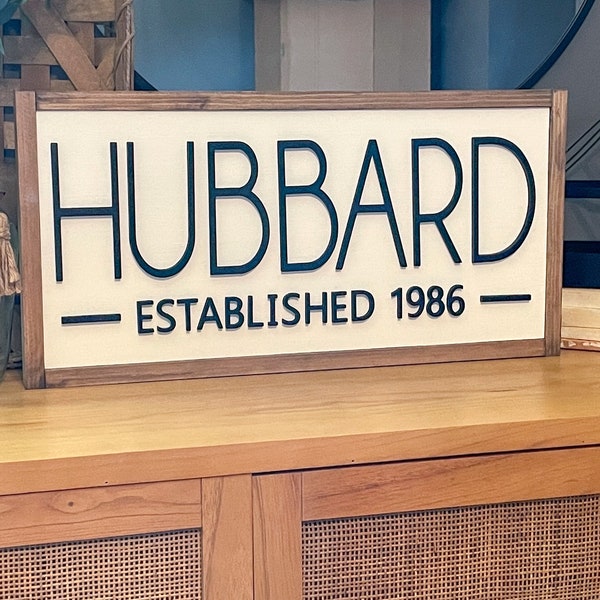 HUBBARD
— ESTABLISHED 1986 —